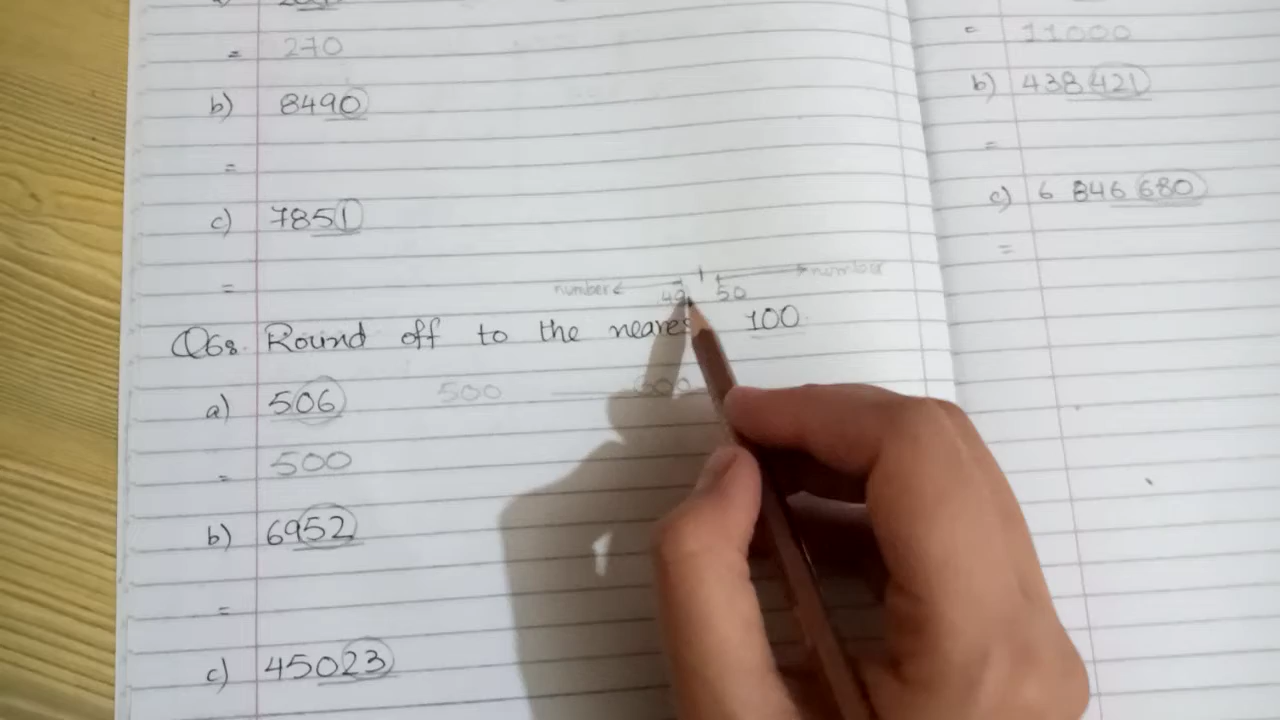 = 270
b) 8490
=
c) 7851
=
number 49 50 number
Q6. Round off to the neares 100
a) 506 500 600
= 500
b) 6952
=
c) 45023
= 11000
b) 438421
=
c) 6 846 680
=